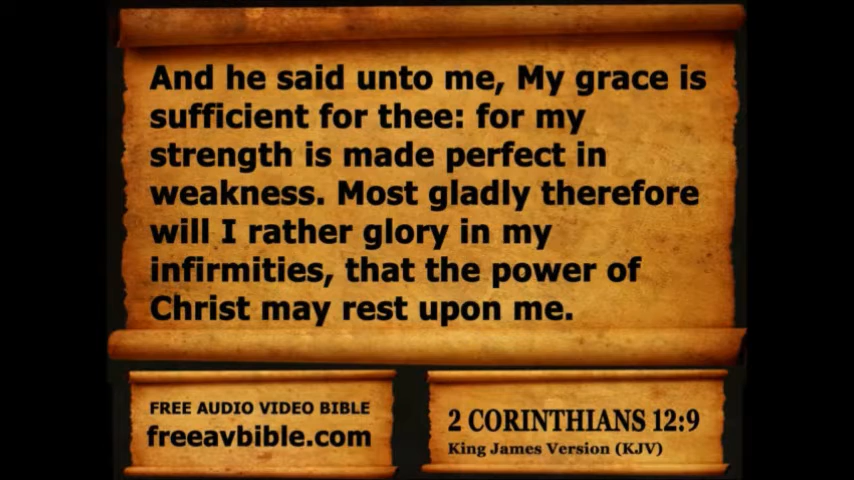 And he said unto me, My grace is
sufficient for thee: for my
strength is made perfect in
weakness. Most gladly therefore
will I rather glory in my
infirmities, that the power of
Christ may rest upon me.
FREE AUDIO VIDEO BIBLE
freeavbible.com
2 CORINTHIANS 12:9
King James Version (KJV)